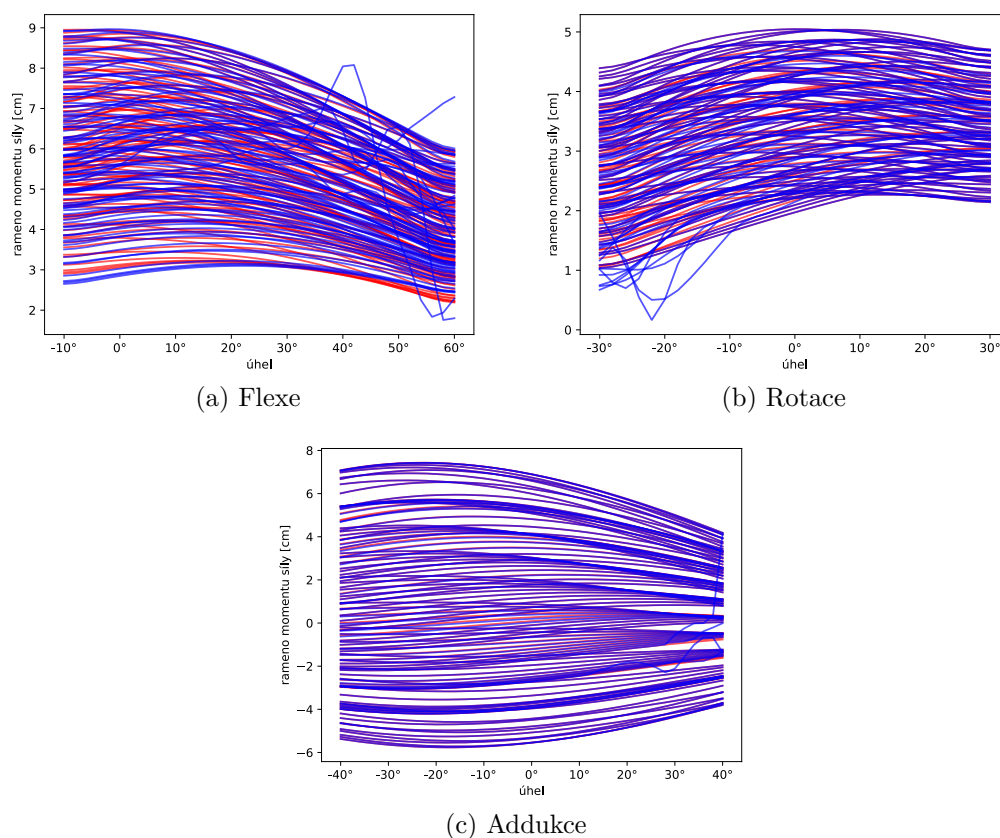 rameno momentu síly [cm]
9
8
7
6
5
4
3
2
-10° 0° 10° 20° 30° 40° 50° 60°
úhel
(a) Flexe
rameno momentu síly [cm]
5
4
3
2
1
0
-30° -20° -10° 0° 10° 20° 30°
úhel
(b) Rotace
rameno momentu síly [cm]
8
6
4
2
0
−2
−4
−6
-40° -30° -20° -10° 0° 10° 20° 30° 40°
úhel
(c) Addukce